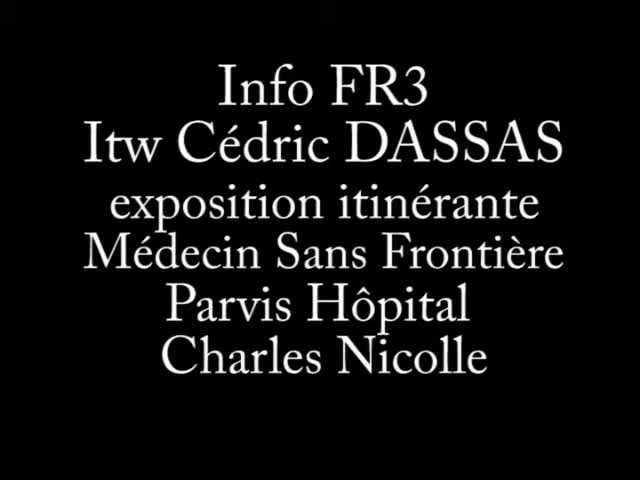 Info FR3
Itw Cédric DASSAS
exposition itinérante
Médecin Sans Frontière
Parvis Hôpital
Charles Nicolle